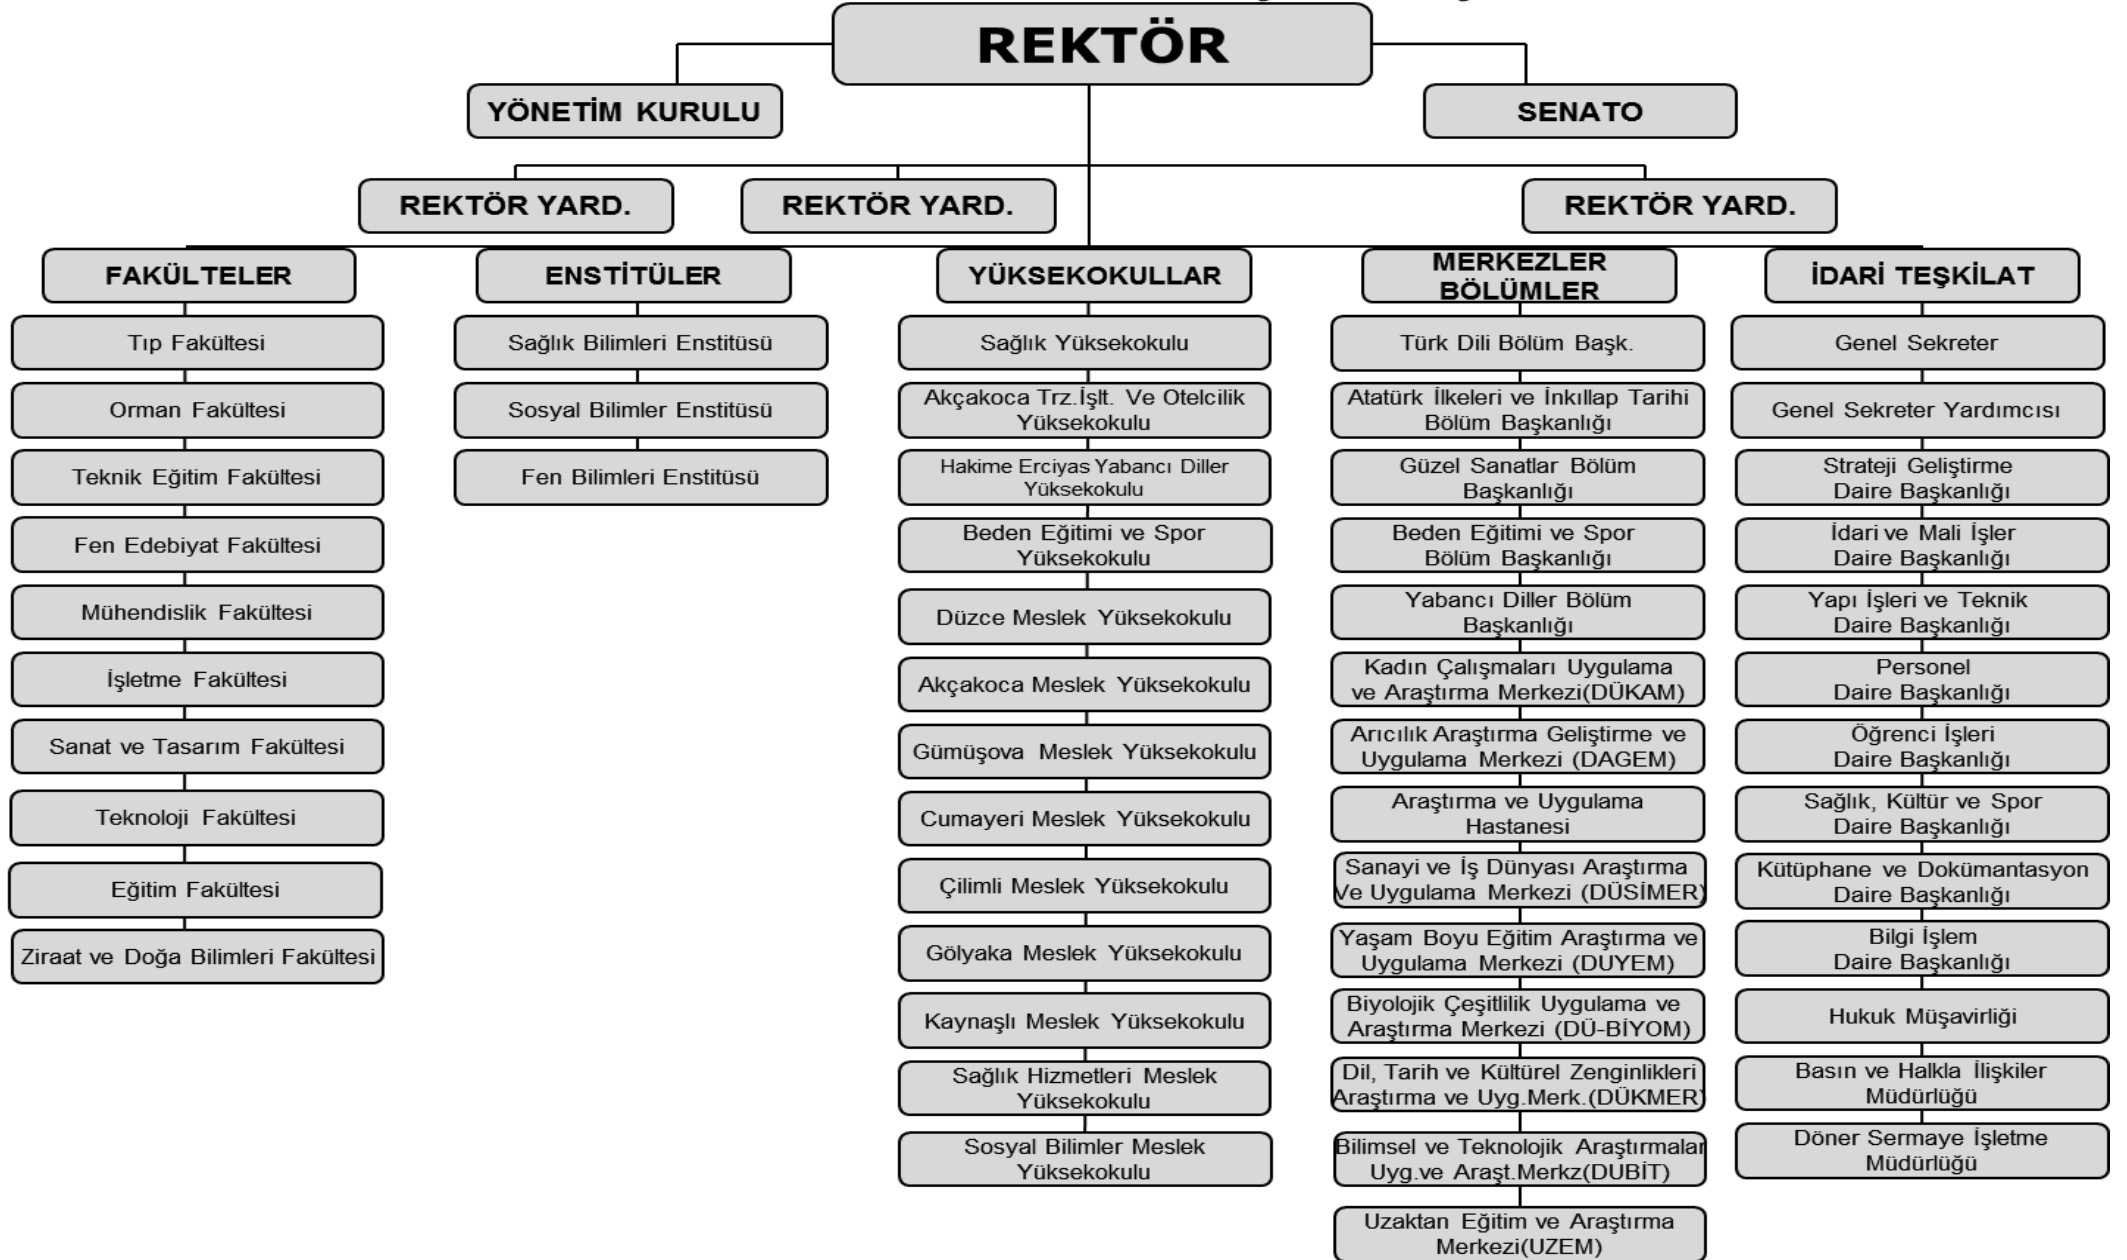 REKTÖR
YÖNETİM KURULU
SENATO
REKTÖR YARD.
REKTÖR YARD.
REKTÖR YARD.
FAKÜLTELER
Tıp Fakültesi
Orman Fakültesi
Teknik Eğitim Fakültesi
Fen Edebiyat Fakültesi
Mühendislik Fakültesi
İşletme Fakültesi
Sanat ve Tasarım Fakültesi
Teknoloji Fakültesi
Eğitim Fakültesi
Ziraat ve Doğa Bilimleri Fakültesi
ENSTİTÜLER
Sağlık Bilimleri Enstitüsü
Sosyal Bilimler Enstitüsü
Fen Bilimleri Enstitüsü
YÜKSEKOKULLAR
Sağlık Yüksekokulu
Akçakoca Trz.İşlt. Ve Otelcilik
Yüksekokulu
Hakime Erciyas Yabancı Diller
Yüksekokulu
Beden Eğitimi ve Spor
Yüksekokulu
Düzce Meslek Yüksekokulu
Akçakoca Meslek Yüksekokulu
Gümüşova Meslek Yüksekokulu
Cumayeri Meslek Yüksekokulu
Çilimli Meslek Yüksekokulu
Gölyaka Meslek Yüksekokulu
Kaynaşlı Meslek Yüksekokulu
Sağlık Hizmetleri Meslek
Yüksekokulu
Sosyal Bilimler Meslek
Yüksekokulu
MERKEZLER
BÖLÜMLER
Türk Dili Bölüm Başk.
Atatürk İlkeleri ve İnkıllap Tarihi
Bölüm Başkanlığı
Güzel Sanatlar Bölüm
Başkanlığı
Beden Eğitimi ve Spor
Bölüm Başkanlığı
Yabancı Diller Bölüm
Başkanlığı
Kadın Çalışmaları Uygulama
ve Araştırma Merkezi(DÜKAM)
Arıcılık Araştırma Geliştirme ve
Uygulama Merkezi (DAGEM)
Araştırma ve Uygulama
Hastanesi
Sanayi ve İş Dünyası Araştırma
Ve Uygulama Merkezi (DÜSİMER)
Yaşam Boyu Eğitim Araştırma ve
Uygulama Merkezi (DUYEM)
Biyolojik Çeşitlilik Uygulama ve
Araştırma Merkezi (DÜ-BİYOM)
Dil, Tarih ve Kültürel Zenginlikleri
Araştırma ve Uyg.Merk.(DÜKMER)
Bilimsel ve Teknolojik Araştırmalar
Uyg.ve Araşt.Merkz(DUBİT)
Uzaktan Eğitim ve Araştırma
Merkezi(UZEM)
İDARİ TEŞKİLAT
Genel Sekreter
Genel Sekreter Yardımcısı
Strateji Geliştirme
Daire Başkanlığı
İdari ve Mali İşler
Daire Başkanlığı
Yapı İşleri ve Teknik
Daire Başkanlığı
Personel
Daire Başkanlığı
Öğrenci İşleri
Daire Başkanlığı
Sağlık, Kültür ve Spor
Daire Başkanlığı
Kütüphane ve Dokümantasyon
Daire Başkanlığı
Bilgi İşlem
Daire Başkanlığı
Hukuk Müşavirliği
Basın ve Halkla İlişkiler
Müdürlüğü
Döner Sermaye İşletme
Müdürlüğü